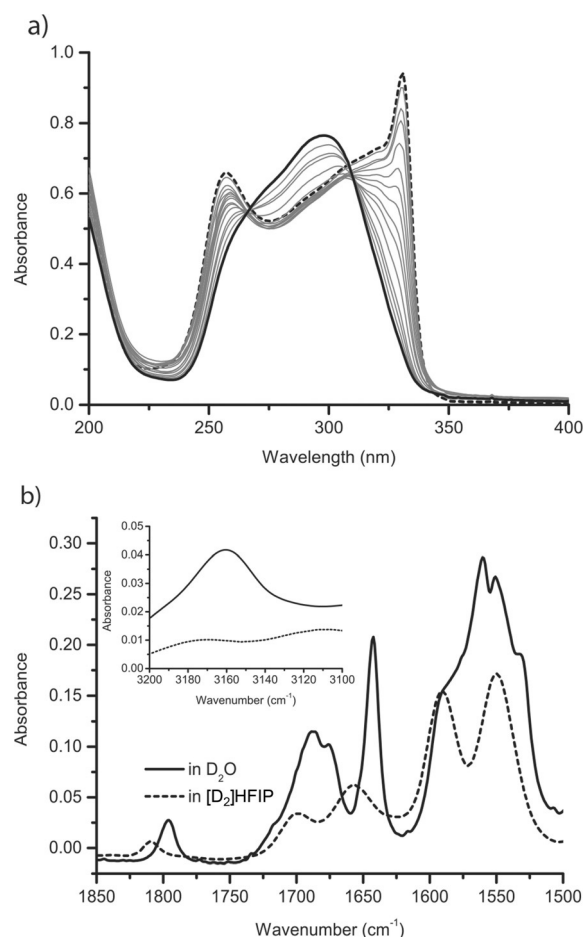 a)
1.0
0.8
0.6
0.4
0.2
0.0
Absorbance
200 250 300 350 400
Wavelength (nm)
b)
0.30
0.25
0.20
0.15
0.10
0.05
0.00
Absorbance
0.05
0.04
0.03
0.02
0.01
0.00
Absorbance
3200 3180 3160 3140 3120 3100
Wavenumber (cm⁻¹)
in D₂O
in [D₂]HFIP
1850 1800 1750 1700 1650 1600 1550 1500
Wavenumber (cm⁻¹)